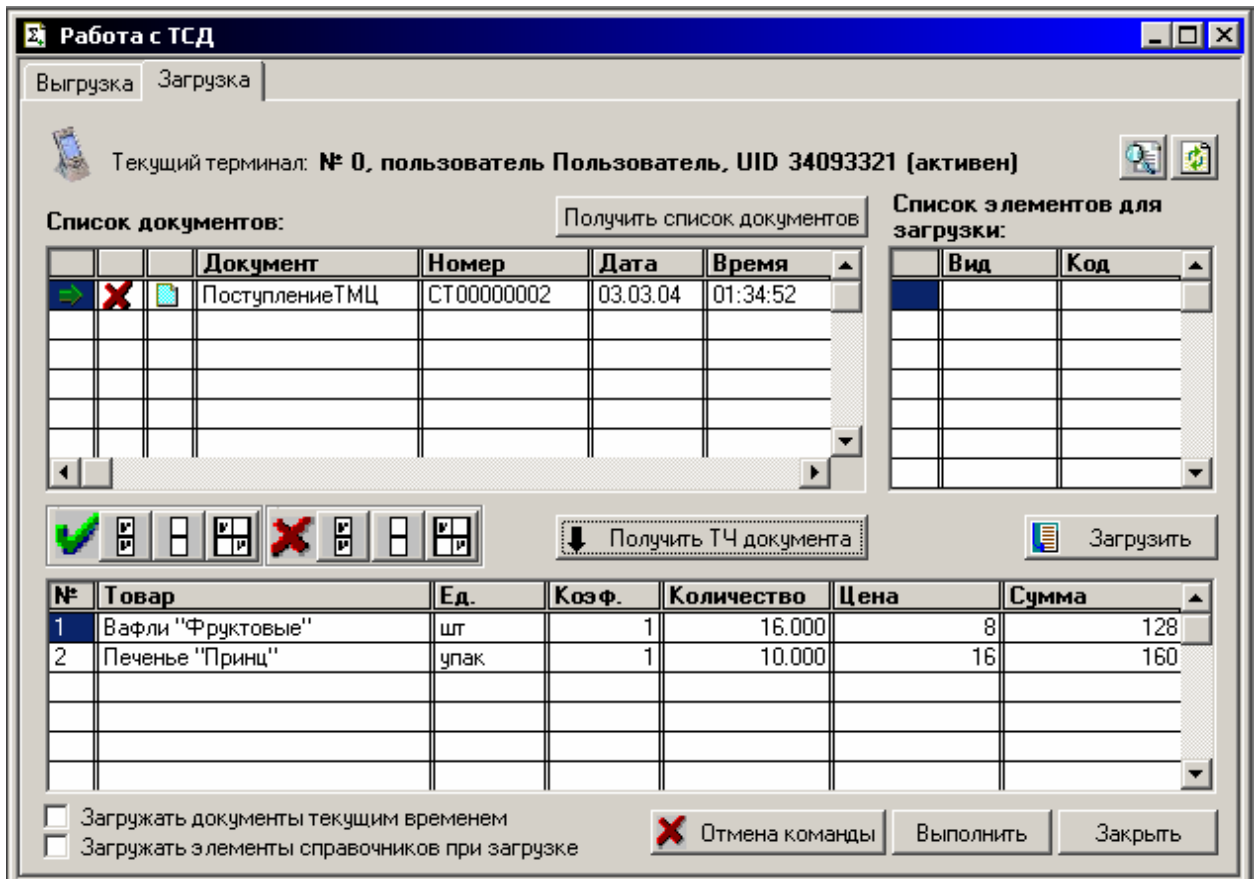 Работа с ТСД
Выгрузка Загрузка
Текущий терминал: № 0, пользователь Пользователь, UID 34093321 (активен)
Список документов:
Получить список документов
Список элементов для
загрузки:
Документ Номер Дата Время
ПоступлениеТМЦ СТ00000002 03.03.04 01:34:52
Вид Код
Получить ТЧ документа
Загрузить
№ Товар Ед. Коэф. Количество Цена Сумма
1 Вафли "Фруктовые" шт 1 16.000 8 128
2 Печенье "Принц" упак 1 10.000 16 160
Загружать документы текущим временем
Загружать элементы справочников при загрузке
Отмена команды Выполнить Закрыть